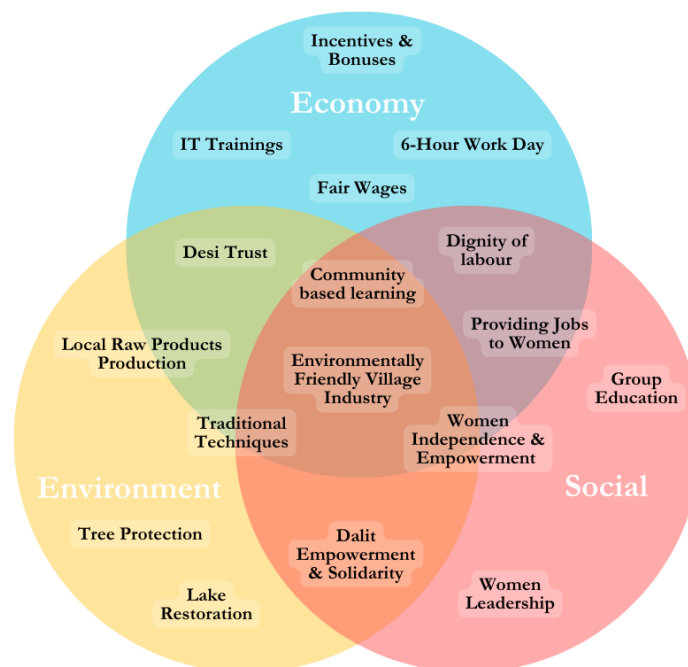 Incentives &
Bonuses
Economy
IT Trainings
6-Hour Work Day
Fair Wages
Desi Trust
Dignity of
labour
Community
based learning
Local Raw Products
Production
Providing Jobs
to Women
Environmentally
Friendly Village
Industry
Group
Education
Traditional
Techniques
Women
Independence &
Empowerment
Environment
Social
Tree Protection
Dalit
Empowerment
& Solidarity
Lake
Restoration
Women
Leadership